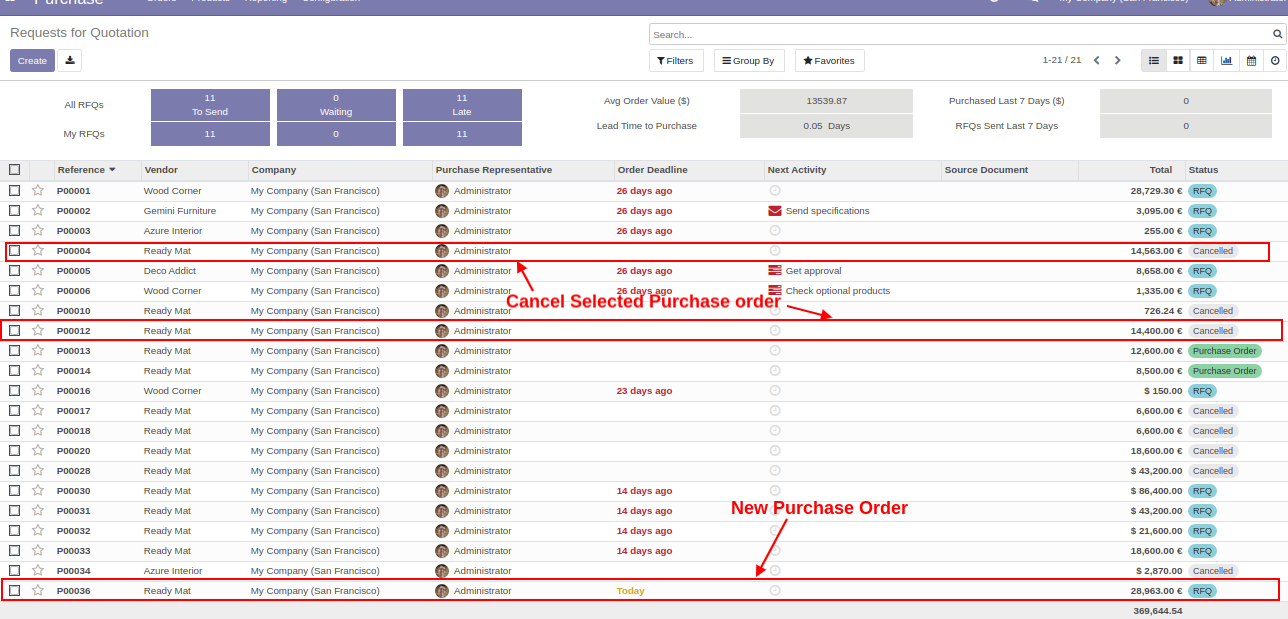 Purchase Orders Products Reporting Configuration My Company (San Francisco) Administrator
Requests for Quotation
Search...
Create
Filters Group By Favorites 1-21 / 21
All RFQs 11 To Send 0 Waiting 11 Late
My RFQs 11 0 11
Avg Order Value ($) 13539.87 Purchased Last 7 Days ($) 0
Lead Time to Purchase 0.05 Days RFQs Sent Last 7 Days 0
Reference Vendor Company Purchase Representative Order Deadline Next Activity Source Document Total Status
P00001 Wood Corner My Company (San Francisco) Administrator 26 days ago 28,729.30 € RFQ
P00002 Gemini Furniture My Company (San Francisco) Administrator 26 days ago Send specifications 3,095.00 € RFQ
P00003 Azure Interior My Company (San Francisco) Administrator 26 days ago 255.00 € RFQ
P00004 Ready Mat My Company (San Francisco) Administrator 14,563.00 € Cancelled
P00005 Deco Addict My Company (San Francisco) Administrator 26 days ago Get approval 8,658.00 € RFQ
P00006 Wood Corner My Company (San Francisco) Administrator 26 days ago Check optional products 1,335.00 € RFQ
Cancel Selected Purchase order
P00010 Ready Mat My Company (San Francisco) Administrator 726.24 € Cancelled
P00012 Ready Mat My Company (San Francisco) Administrator 14,400.00 € Cancelled
P00013 Ready Mat My Company (San Francisco) Administrator 12,600.00 € Purchase Order
P00014 Ready Mat My Company (San Francisco) Administrator 8,500.00 € Purchase Order
P00016 Wood Corner My Company (San Francisco) Administrator 23 days ago $ 150.00 RFQ
P00017 Ready Mat My Company (San Francisco) Administrator 6,600.00 € Cancelled
P00018 Ready Mat My Company (San Francisco) Administrator 6,600.00 € Cancelled
P00020 Ready Mat My Company (San Francisco) Administrator 18,600.00 € Cancelled
P00028 Ready Mat My Company (San Francisco) Administrator $ 43,200.00 Cancelled
P00030 Ready Mat My Company (San Francisco) Administrator 14 days ago $ 86,400.00 RFQ
New Purchase Order
P00031 Ready Mat My Company (San Francisco) Administrator 14 days ago $ 43,200.00 RFQ
P00032 Ready Mat My Company (San Francisco) Administrator 14 days ago $ 21,600.00 RFQ
P00033 Ready Mat My Company (San Francisco) Administrator 14 days ago 18,600.00 € RFQ
P00034 Azure Interior My Company (San Francisco) Administrator $ 2,870.00 Cancelled
P00036 Ready Mat My Company (San Francisco) Administrator Today 28,963.00 € RFQ
369,644.54